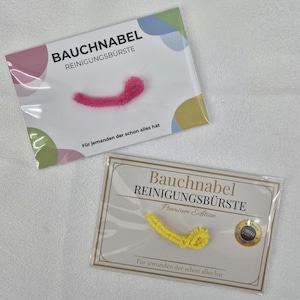 BAUCHNABEL
REINIGUNGSBÜRSTE
Für jemanden der schon alles hat
Bauchnabel
REINIGUNGSBÜRSTE
Premium Edition
Für jemanden der schon alles hat